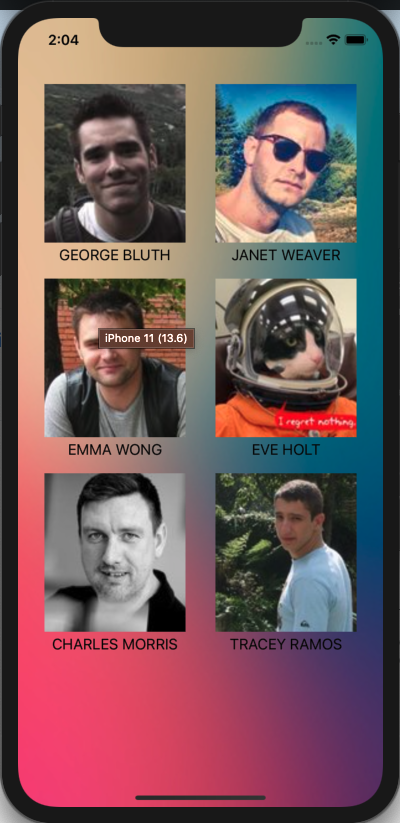 2:04
GEORGE BLUTH
JANET WEAVER
iPhone 11 (13.6)
I regret nothing.
EMMA WONG
EVE HOLT
CHARLES MORRIS
TRACEY RAMOS